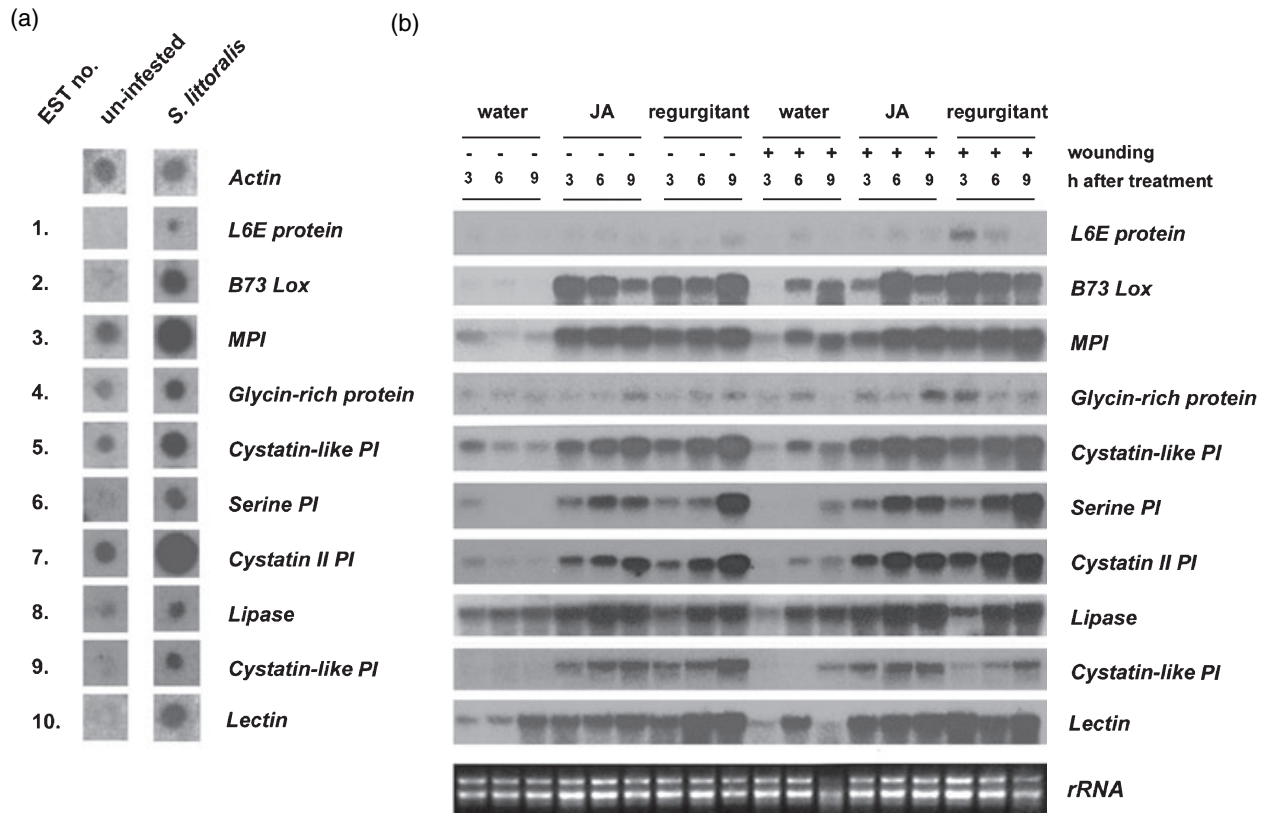 (a)
EST no.
un-infested
S. littoralis
Actin
1. L6E protein
2. B73 Lox
3. MPI
4. Glycin-rich protein
5. Cystatin-like PI
6. Serine PI
7. Cystatin II PI
8. Lipase
9. Cystatin-like PI
10. Lectin
(b)
water JA regurgitant water JA regurgitant
- - - - - - - - - + + + + + + + + + wounding
3 6 9 3 6 9 3 6 9 3 6 9 3 6 9 3 6 9 h after treatment
L6E protein
B73 Lox
MPI
Glycin-rich protein
Cystatin-like PI
Serine PI
Cystatin II PI
Lipase
Cystatin-like PI
Lectin
rRNA